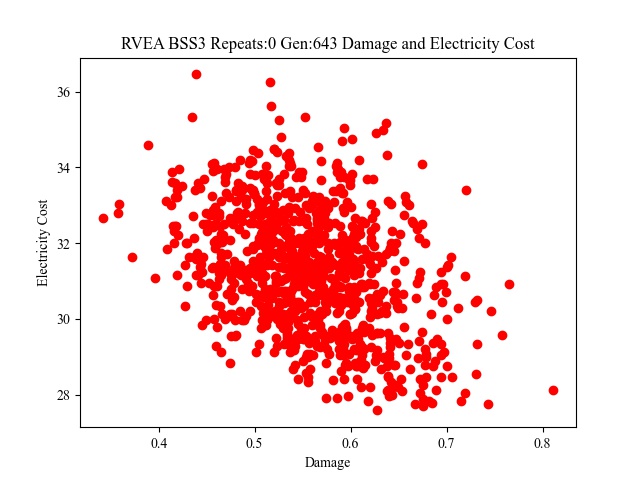 RVEA BSS3 Repeats:0 Gen:643 Damage and Electricity Cost
36
34
32
30
28
Electricity Cost
0.4 0.5 0.6 0.7 0.8
Damage